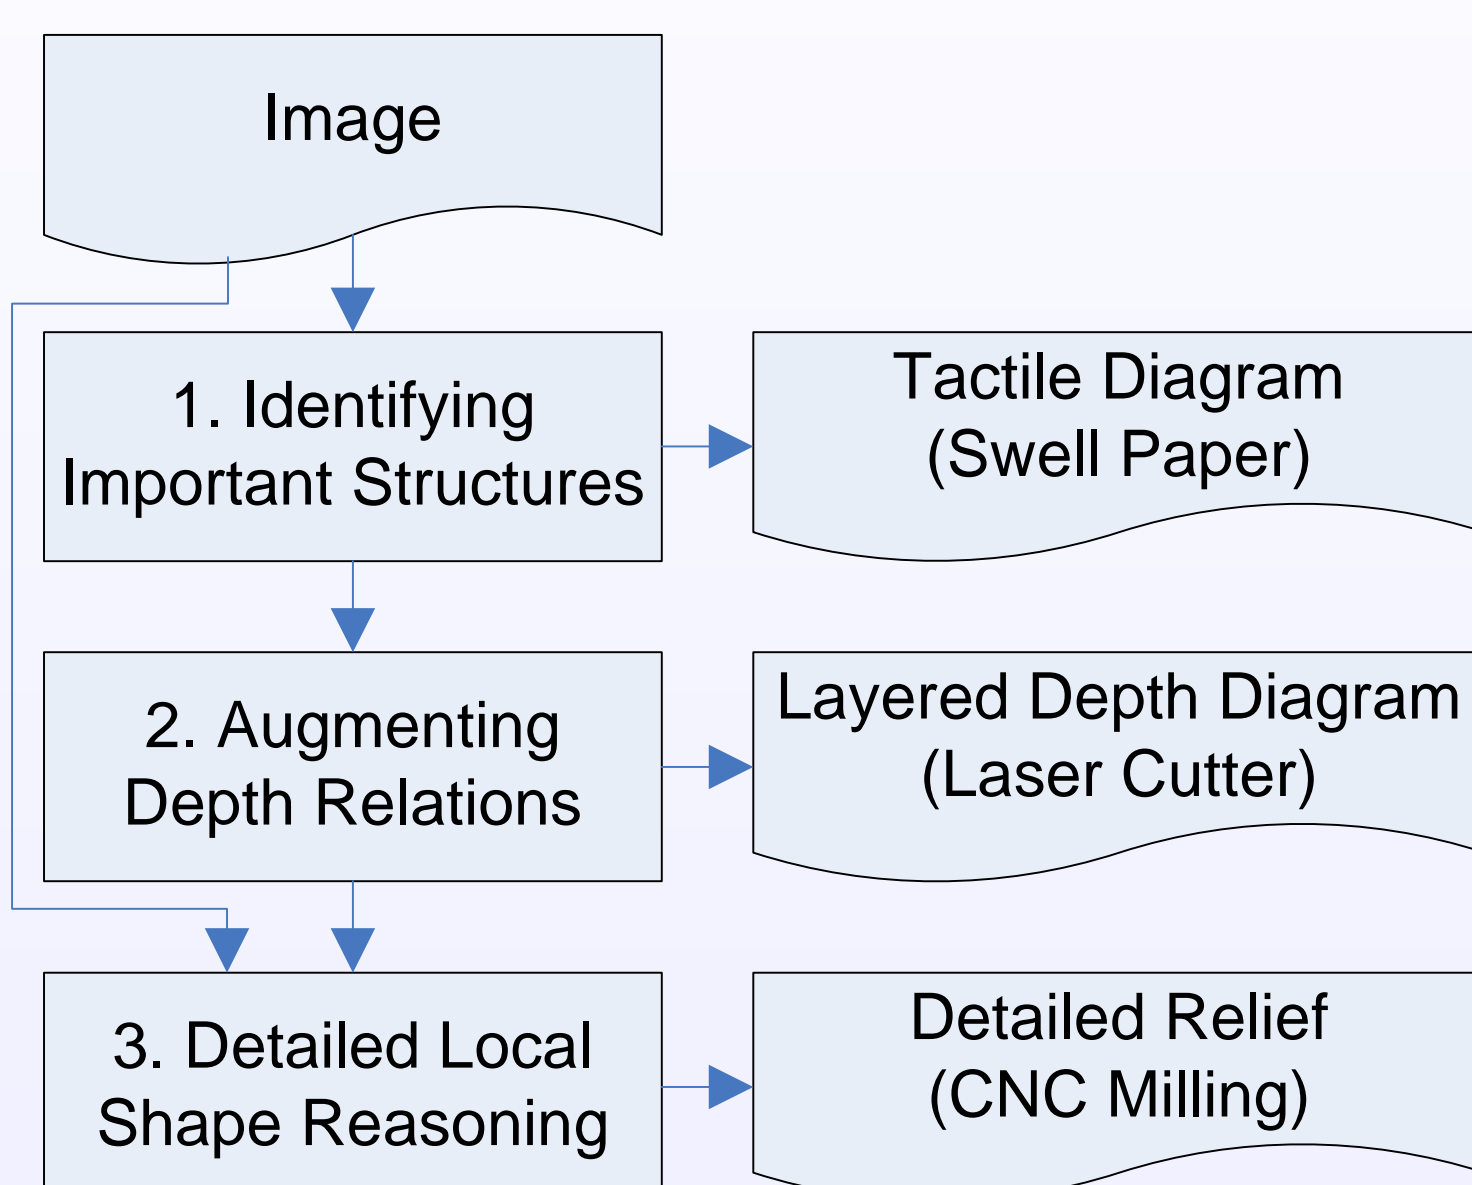 Image
1. Identifying
Important Structures
Tactile Diagram
(Swell Paper)
2. Augmenting
Depth Relations
Layered Depth Diagram
(Laser Cutter)
3. Detailed Local
Shape Reasoning
Detailed Relief
(CNC Milling)